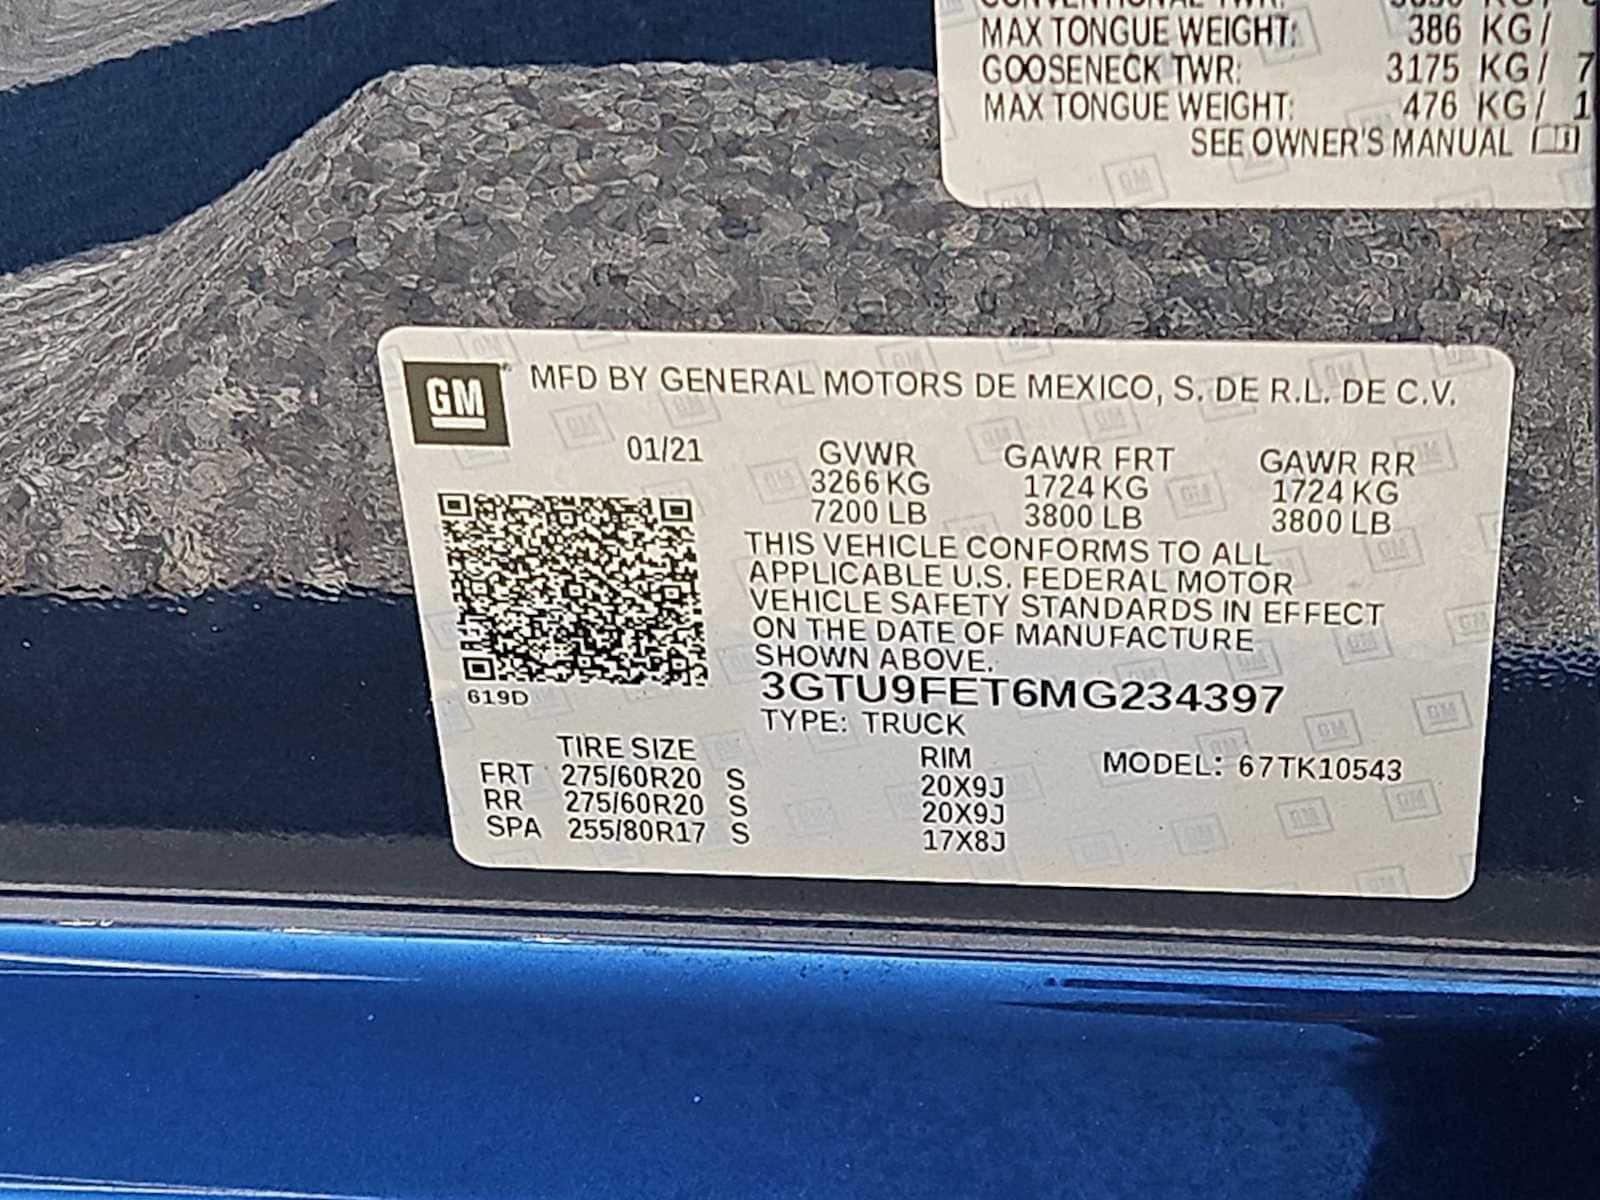 MAX TONGUE WEIGHT: 386 KG/
GOOSENECK TWR: 3175 KG/ 7
MAX TONGUE WEIGHT: 476 KG/ 1
SEE OWNER'S MANUAL
GM MFD BY GENERAL MOTORS DE MEXICO, S. DE R.L. DE C.V.
01/21 GVWR GAWR FRT GAWR RR
3266 KG 1724 KG 1724 KG
7200 LB 3800 LB 3800 LB
THIS VEHICLE CONFORMS TO ALL
APPLICABLE U.S. FEDERAL MOTOR
VEHICLE SAFETY STANDARDS IN EFFECT
ON THE DATE OF MANUFACTURE
SHOWN ABOVE.
619D
3GTU9FET6MG234397
TYPE: TRUCK
TIRE SIZE RIM MODEL: 67TK10543
FRT 275/60R20 S 20X9J
RR 275/60R20 S 20X9J
SPA 255/80R17 S 17X8J